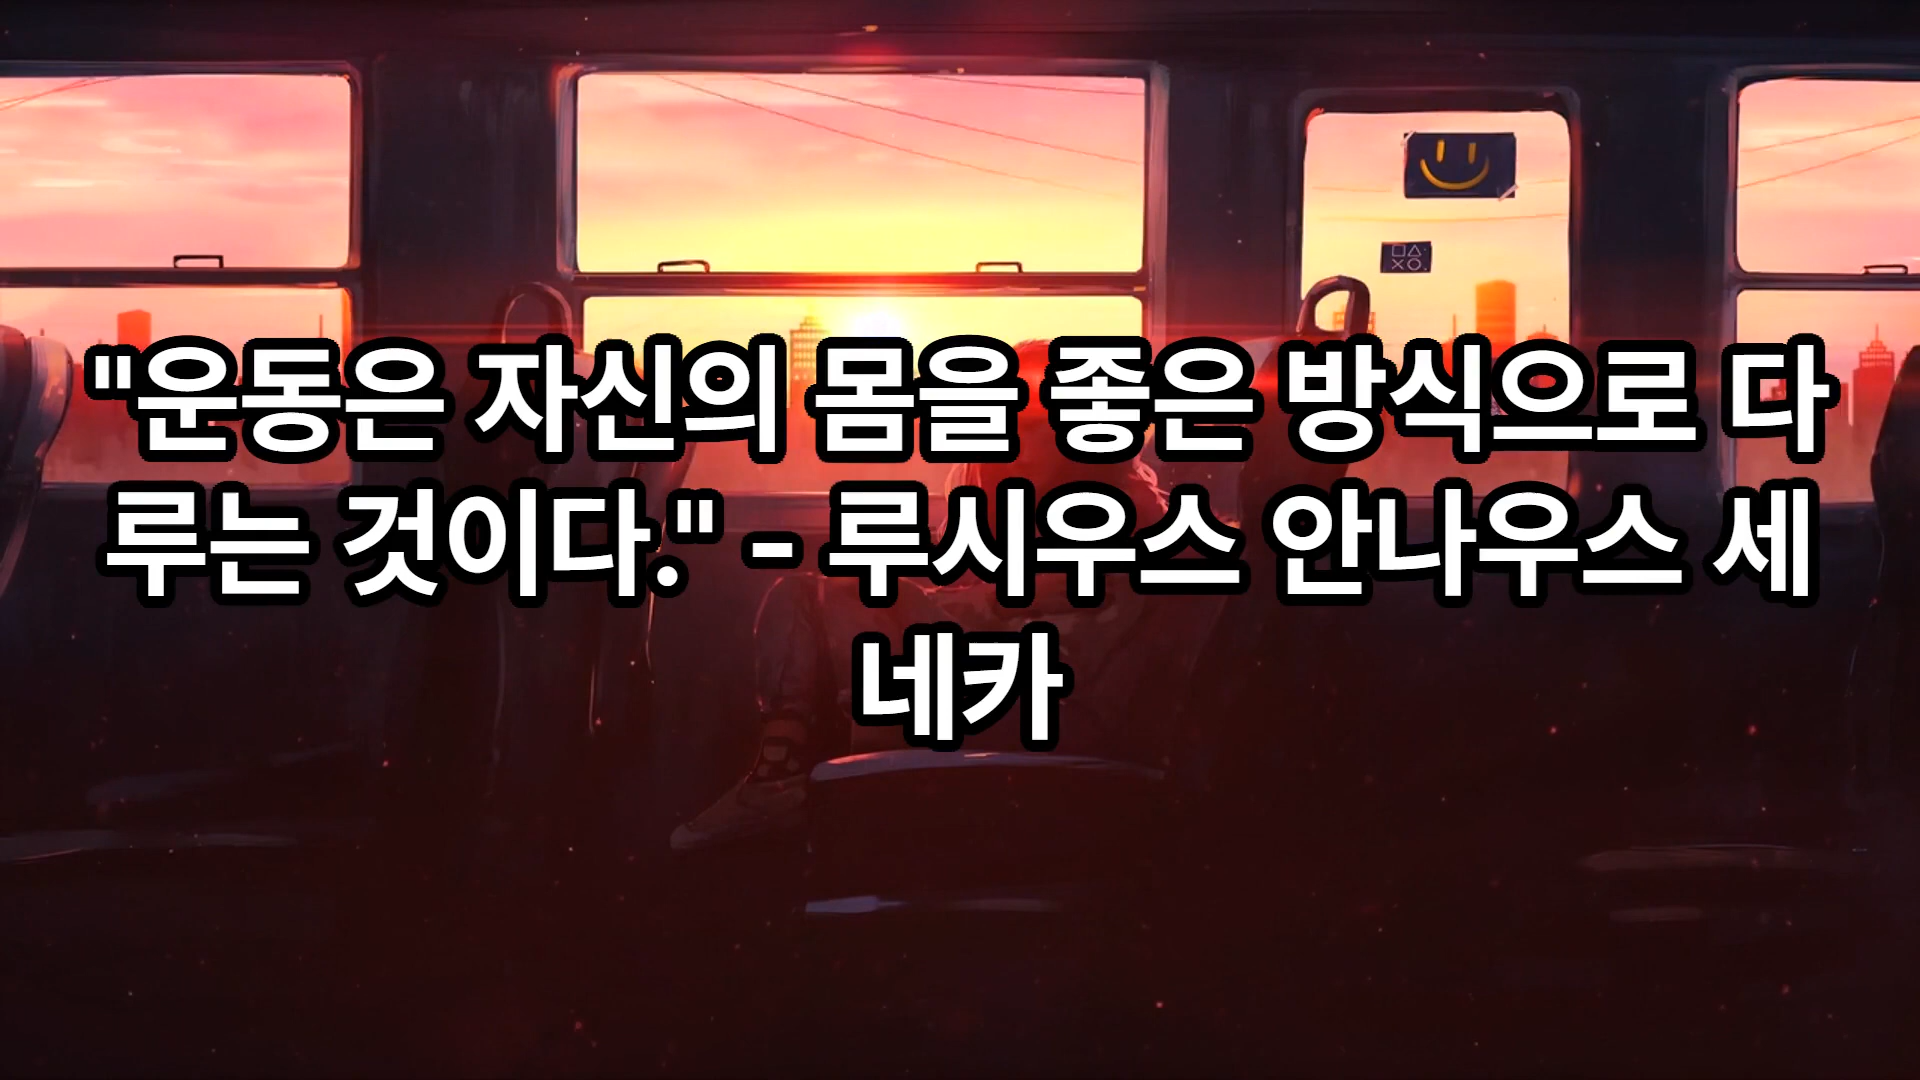 "운동은 자신의 몸을 좋은 방식으로 다
루는 것이다." - 루시우스 안나우스 세
네카